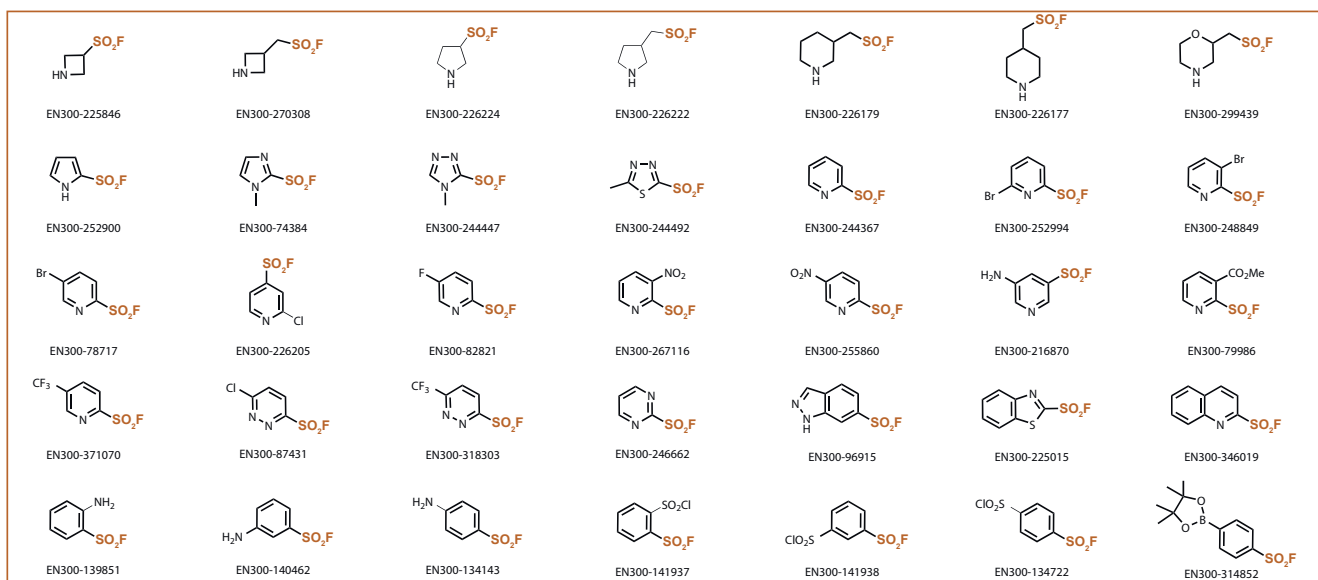 SO2F SO2F SO2F SO2F SO2F SO2F SO2F
HN HN N H N H N H N H O N H
EN300-225846 EN300-270308 EN300-226224 EN300-226222 EN300-226179 EN300-226177 EN300-299439
N H SO2F N N SO2F N N N SO2F N N S SO2F N SO2F Br N SO2F Br N SO2F
EN300-252900 EN300-74384 EN300-244447 EN300-244492 EN300-244367 EN300-252994 EN300-248849
Br N SO2F SO2F N Cl F N SO2F NO2 N SO2F O2N N SO2F H2N SO2F N CO2Me N SO2F
EN300-78717 EN300-226205 EN300-82821 EN300-267116 EN300-255860 EN300-216870 EN300-79986
CF3 N SO2F Cl N N SO2F CF3 N N SO2F N N SO2F N N H SO2F N S SO2F N SO2F
EN300-371070 EN300-87431 EN300-318303 EN300-246662 EN300-96915 EN300-225015 EN300-346019
NH2 SO2F H2N SO2F H2N SO2F SO2Cl SO2F ClO2S SO2F ClO2S SO2F O O B SO2F
EN300-139851 EN300-140462 EN300-134143 EN300-141937 EN300-141938 EN300-134722 EN300-314852